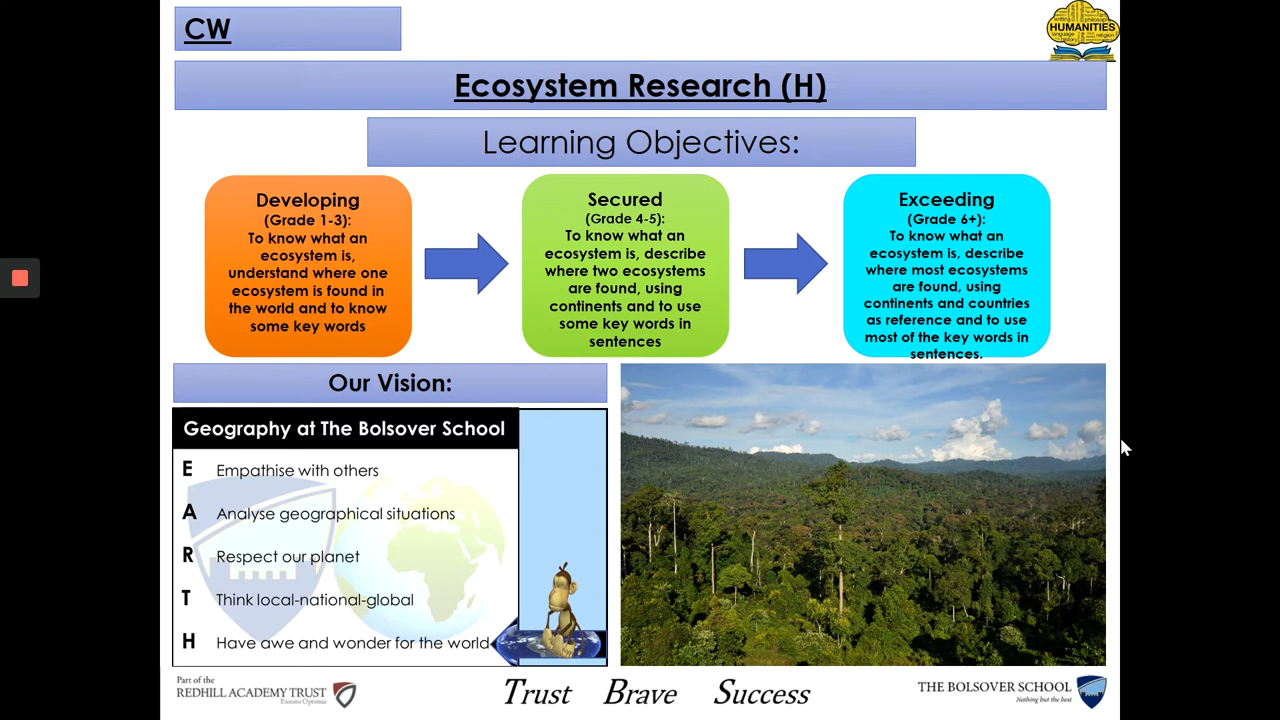 CW
HUMANITIES
Ecosystem Research (H)
Learning Objectives:
Developing
(Grade 1-3):
To know what an
ecosystem is,
understand where one
ecosystem is found in
the world and to know
some key words
Secured
(Grade 4-5):
To know what an
ecosystem is, describe
where two ecosystems
are found, using
continents and to use
some key words in
sentences
Exceeding
(Grade 6+):
To know what an
ecosystem is, describe
where most ecosystems
are found, using
continents and countries
as reference and to use
most of the key words in
sentences.
Our Vision:
Geography at The Bolsover School
E Empathise with others
A Analyse geographical situations
R Respect our planet
T Think local-national-global
H Have awe and wonder for the world
Part of the
REDHILL ACADEMY TRUST
Trust Brave Success
THE BOLSOVER SCHOOL
Nothing but the best